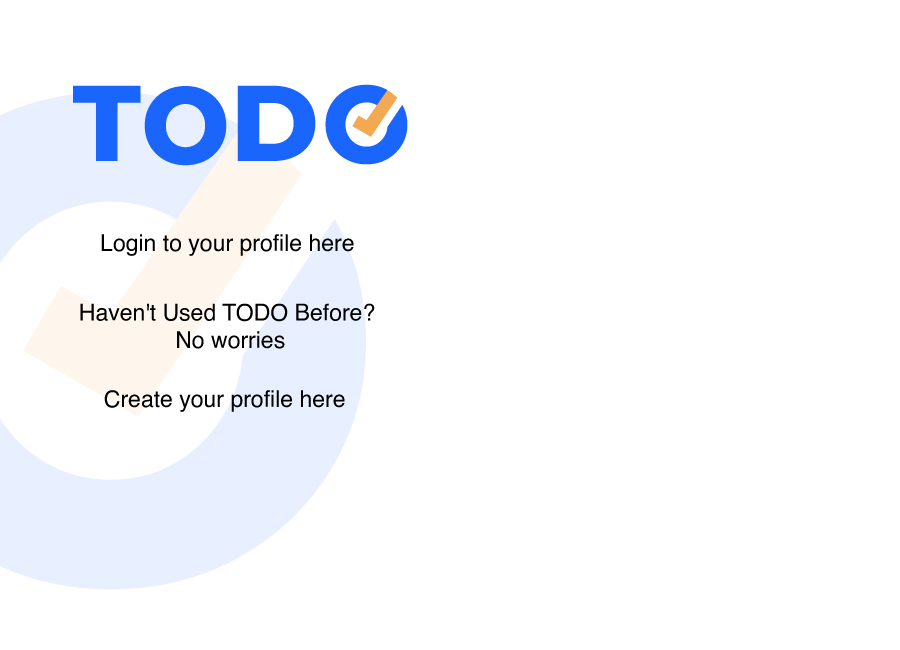 TODO
Login to your profile here
Haven't Used TODO Before?
No worries
Create your profile here